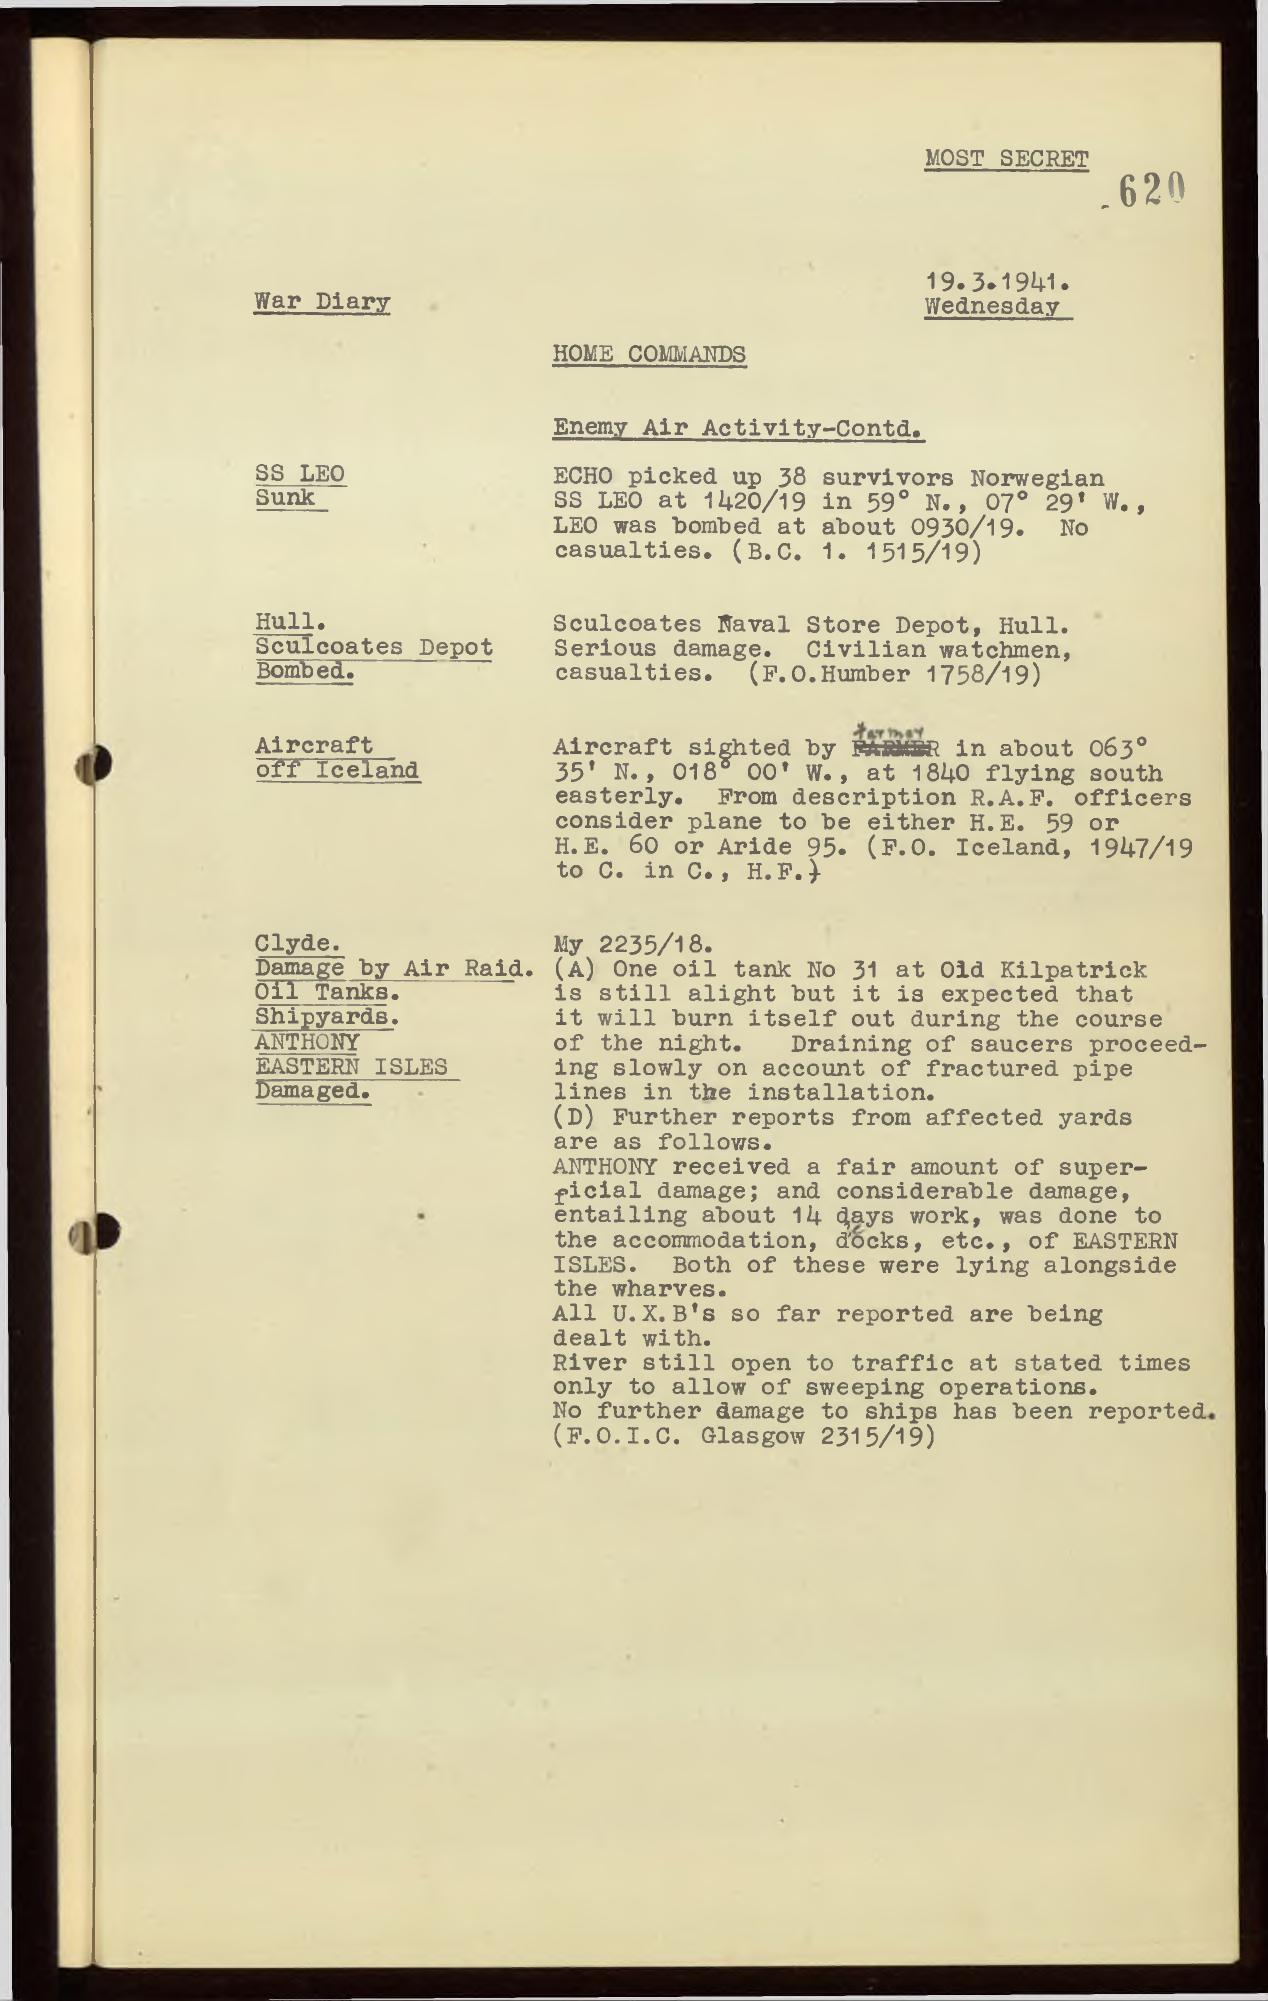 MOST SECRET
620
19.3.1941.
War Diary
Wednesday
HOME COMMANDS
Enemy Air Activity-Contd.
SS LEO
Sunk
ECHO picked up 38 survivors Norwegian
SS LEO at 1420/19 in 59° N., 07° 29' W.,
LEO was bombed at about 0930/19. No
casualties. (B.C. 1. 1515/19)
Hull.
Sculcoates Depot
Bombed.
Sculcoates Naval Store Depot, Hull.
Serious damage. Civilian watchmen,
casualties. (F.O.Humber 1758/19)
Aircraft
off Iceland
farmer
Aircraft sighted by FARMER in about 063°
35' N., 018° 00' W., at 1840 flying south
easterly. From description R.A.F. officers
consider plane to be either H.E. 59 or
H.E. 60 or Aride 95. (F.O. Iceland, 1947/19
to C. in C., H.F.)
Clyde.
Damage by Air Raid.
Oil Tanks.
Shipyards.
ANTHONY
EASTERN ISLES
Damaged.
My 2235/18.
(A) One oil tank No 31 at Old Kilpatrick
is still alight but it is expected that
it will burn itself out during the course
of the night. Draining of saucers proceed-
ing slowly on account of fractured pipe
lines in the installation.
(D) Further reports from affected yards
are as follows.
ANTHONY received a fair amount of super-
ficial damage; and considerable damage,
entailing about 14 days work, was done to
the accommodation, decks, etc., of EASTERN
ISLES. Both of these were lying alongside
the wharves.
All U.X.B's so far reported are being
dealt with.
River still open to traffic at stated times
only to allow of sweeping operations.
No further damage to ships has been reported.
(F.O.I.C. Glasgow 2315/19)